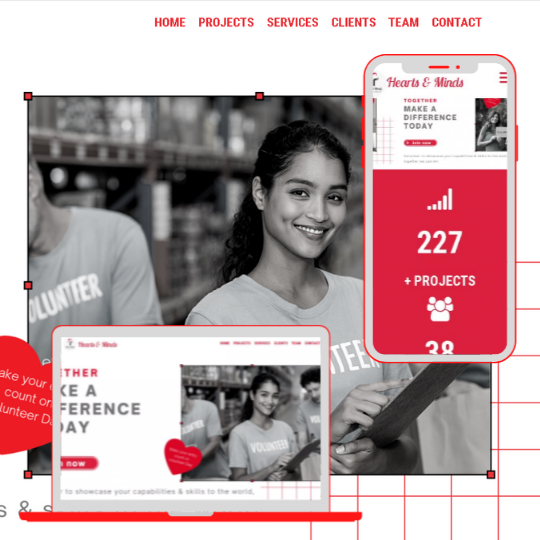 HOME PROJECTS SERVICES CLIENTS TEAM CONTACT
Hearts & Minds
TOGETHER
MAKE A
DIFFERENCE
TODAY
227
+ PROJECTS
38
OLUNTEER
TEER
ake your
count on
lunteer D
Hearts & Minds
HOME PROJECTS SERVICES CLIENTS TEAM CONTACT
ETHER
KE A
FERENCE
DAY
now
VOLUNTEER
to showcase your capabilities & skills to the world,
s & s